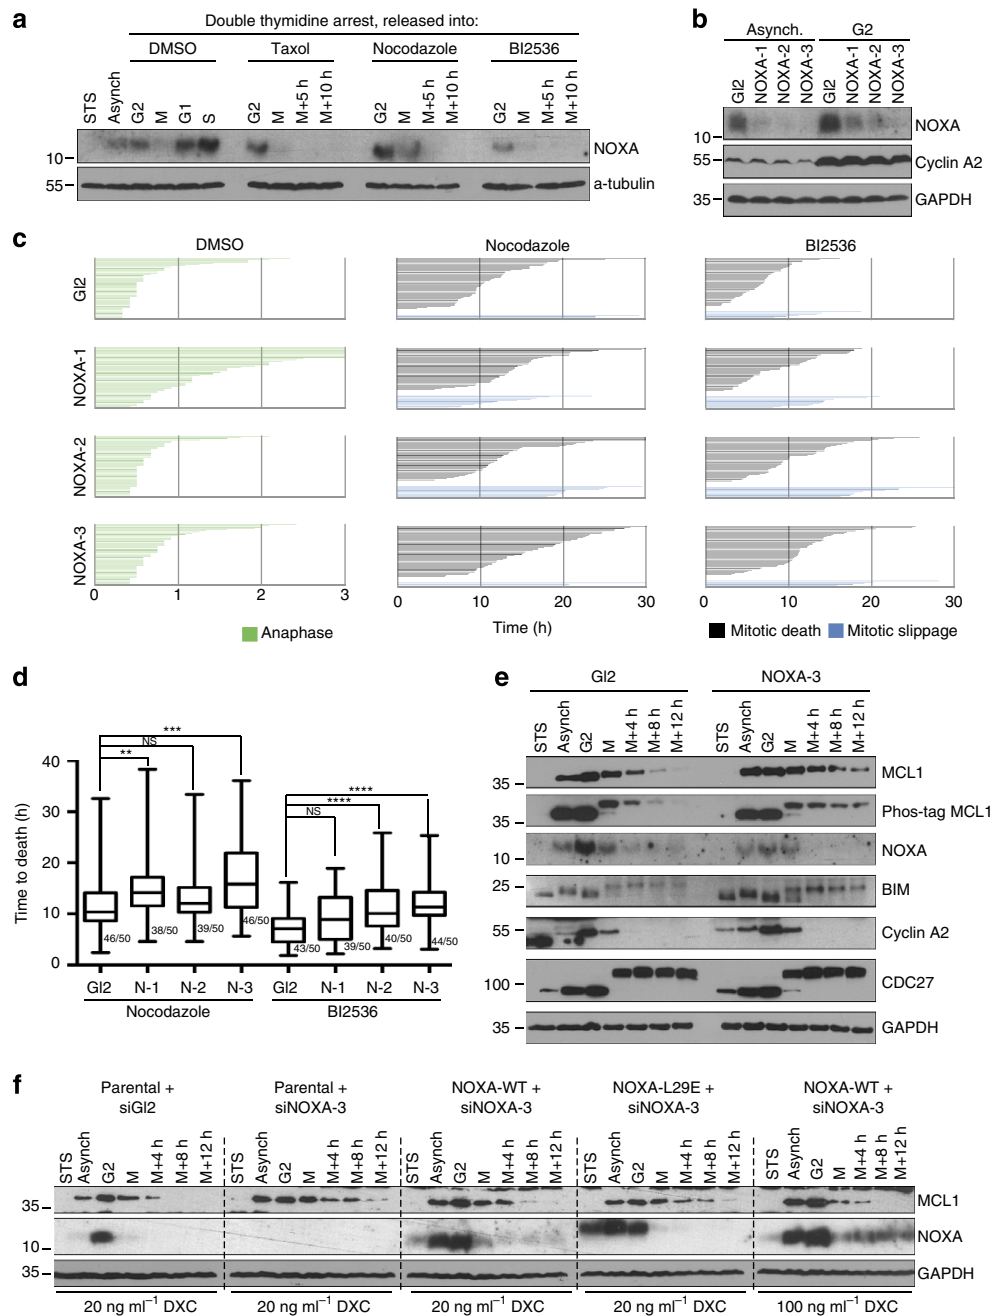 a
Double thymidine arrest, released into:
DMSO Taxol Nocodazole BI2536
STS Asynch G2 M G1 S G2 M M+5 h M+10 h G2 M M+5 h M+10 h G2 M M+5 h M+10 h
10 NOXA
55 a-tubulin
b
Asynch. G2
Gl2 NOXA-1 NOXA-2 NOXA-3 Gl2 NOXA-1 NOXA-2 NOXA-3
10 NOXA
55 Cyclin A2
35 GAPDH
c
DMSO Nocodazole BI2536
Gl2
NOXA-1
NOXA-2
NOXA-3
0 1 2 3 0 10 20 30 0 10 20 30
Time (h)
Anaphase
Mitotic death Mitotic slippage
d
Time to death (h)
40
30
20
10
0
*** NS **
**** **** NS
46/50 38/50 39/50 46/50 43/50 39/50 40/50 44/50
Gl2 N-1 N-2 N-3 Gl2 N-1 N-2 N-3
Nocodazole BI2536
e
Gl2 NOXA-3
STS Asynch G2 M M+4 h M+8 h M+12 h STS Asynch G2 M M+4 h M+8 h M+12 h
35 MCL1
35 Phos-tag MCL1
10 NOXA
25 BIM
55 Cyclin A2
100 CDC27
35 GAPDH
f
Parental + siGl2
Parental + siNOXA-3
NOXA-WT + siNOXA-3
NOXA-L29E + siNOXA-3
NOXA-WT + siNOXA-3
STS Asynch G2 M M+4 h M+8 h M+12 h STS Asynch G2 M M+4 h M+8 h M+12 h STS Asynch G2 M M+4 h M+8 h M+12 h STS Asynch G2 M M+4 h M+8 h M+12 h STS Asynch G2 M M+4 h M+8 h M+12 h
35 MCL1
10 NOXA
35 GAPDH
20 ng ml⁻¹ DXC 20 ng ml⁻¹ DXC 20 ng ml⁻¹ DXC 20 ng ml⁻¹ DXC 100 ng ml⁻¹ DXC